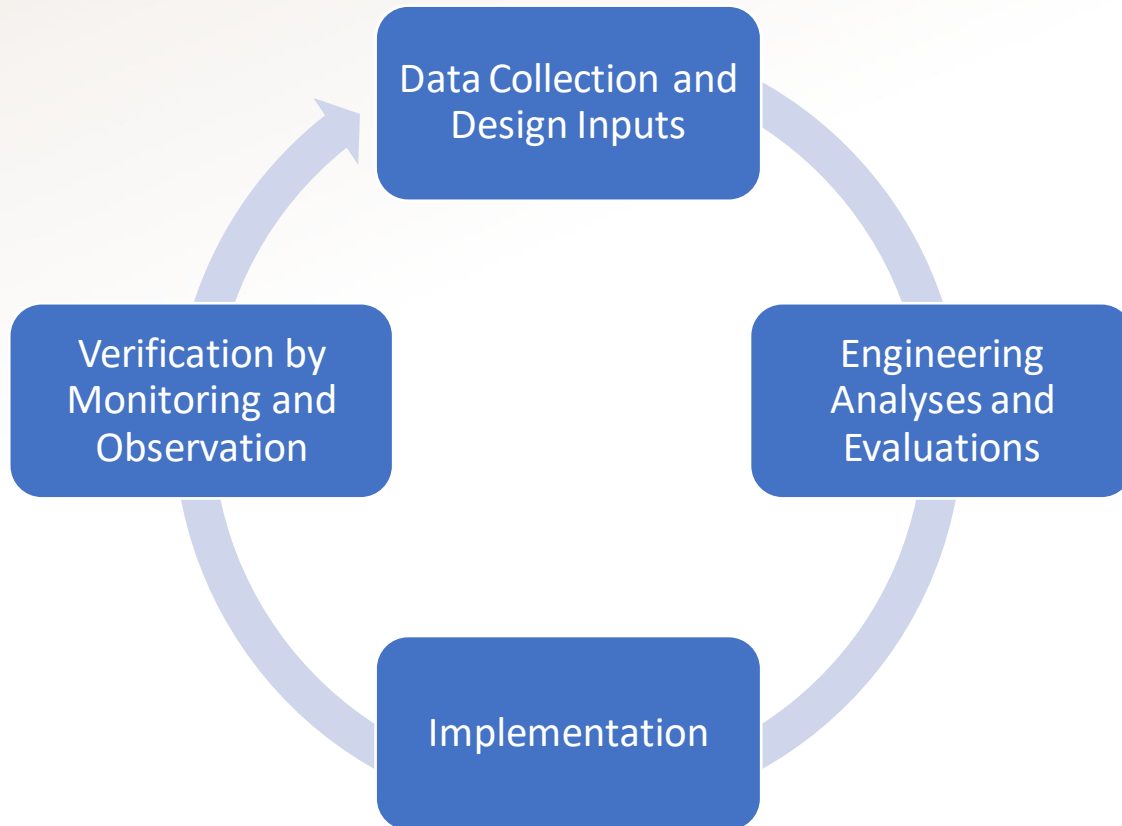 Data Collection and
Design Inputs
Engineering
Analyses and
Evaluations
Implementation
Verification by
Monitoring and
Observation